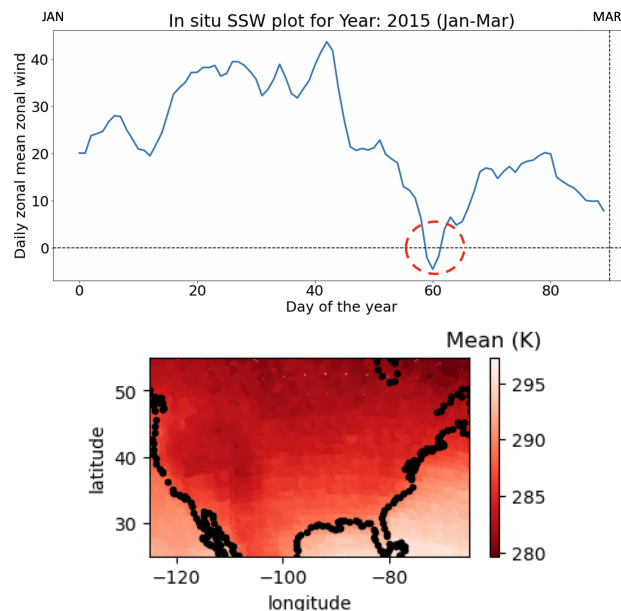 JAN
In situ SSW plot for Year: 2015 (Jan-Mar)
MAR
Daily zonal mean zonal wind
40
30
20
10
0
0
20
40
60
80
Day of the year
Mean (K)
latitude
50
40
30
−120
−100
−80
longitude
295
290
285
280